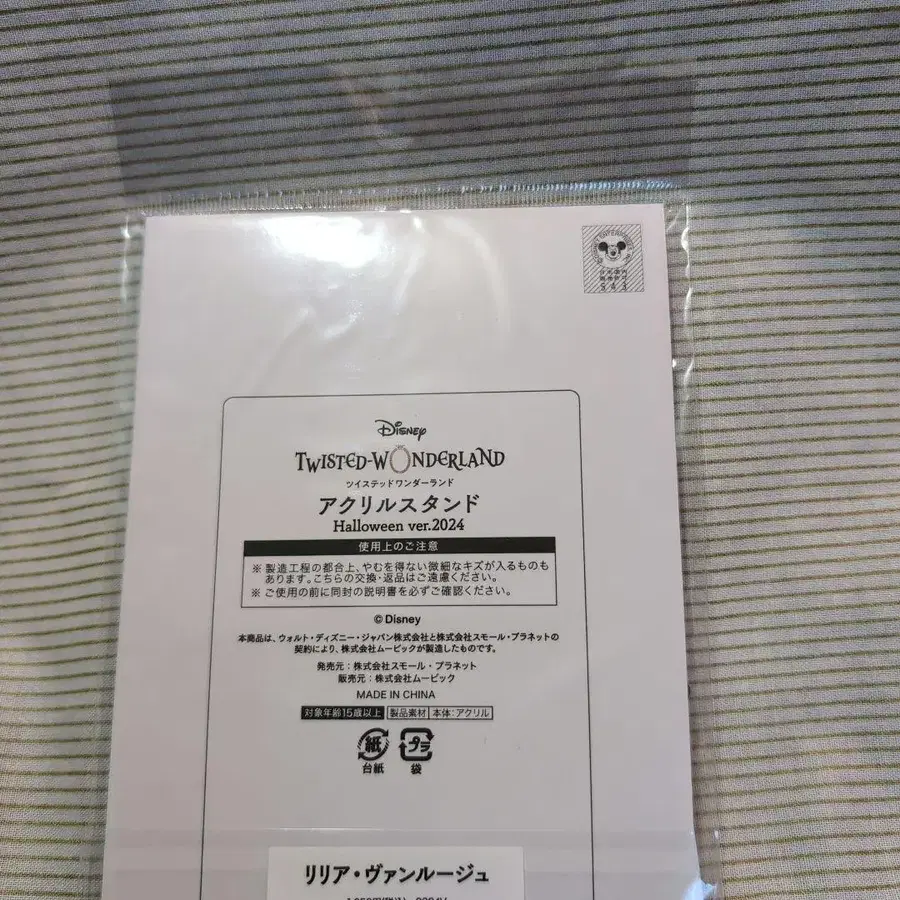 Disney
TWISTED-WONDERLAND
ツイステッドワンダーランド
アクリルスタンド
Halloween ver.2024
使用上のご注意
※ 製造工程の都合上、やむを得ない微細なキズが入るものも
あります。こちらの交換・返品はご遠慮ください。
※ ご使用の前に同封の説明書を必ずご確認ください。
©Disney
本商品は、ウォルト・ディズニー・ジャパン株式会社と株式会社スモール・プラネットの
契約により、株式会社ムービックが製造したものです。
発売元：株式会社スモール・プラネット
販売元：株式会社ムービック
MADE IN CHINA
対象年齢15歳以上 製品素材 本体：アクリル
紙 プラ
台紙 袋
リリア・ヴァンルージュ